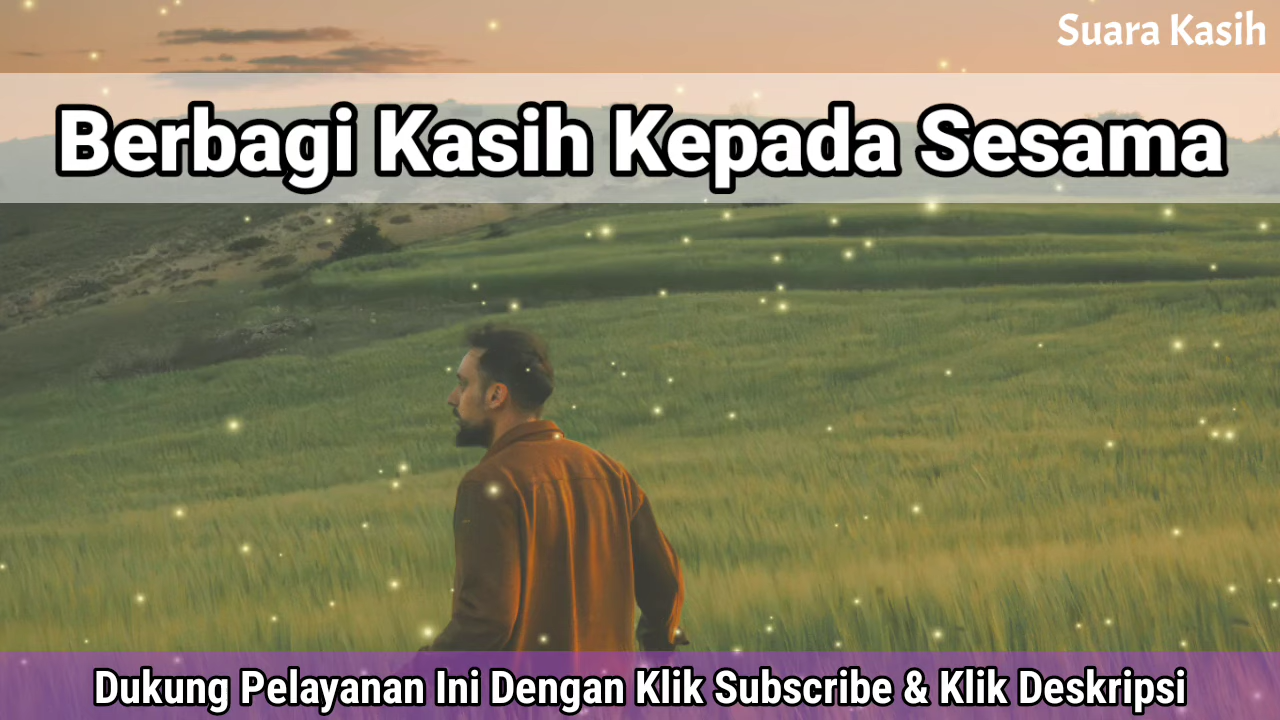 Suara Kasih
Berbagi Kasih Kepada Sesama
Dukung Pelayanan Ini Dengan Klik Subscribe & Klik Deskripsi